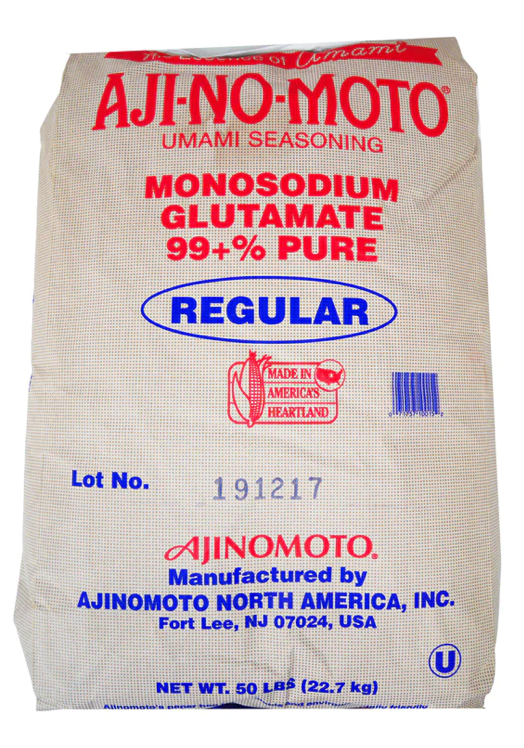 The Essence of Umami
AJI-NO-MOTO®
UMAMI SEASONING
MONOSODIUM
GLUTAMATE
99+% PURE
REGULAR
MADE IN
AMERICA'S
HEARTLAND
Lot No. 191217
AJINOMOTO®
Manufactured by
AJINOMOTO NORTH AMERICA, INC.
Fort Lee, NJ 07024, USA
U
NET WT. 50 LBS (22.7 kg)
Ajinomoto's paper